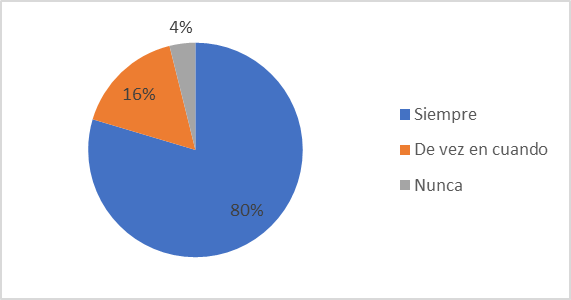 4%
16%
80%
Siempre
De vez en cuando
Nunca